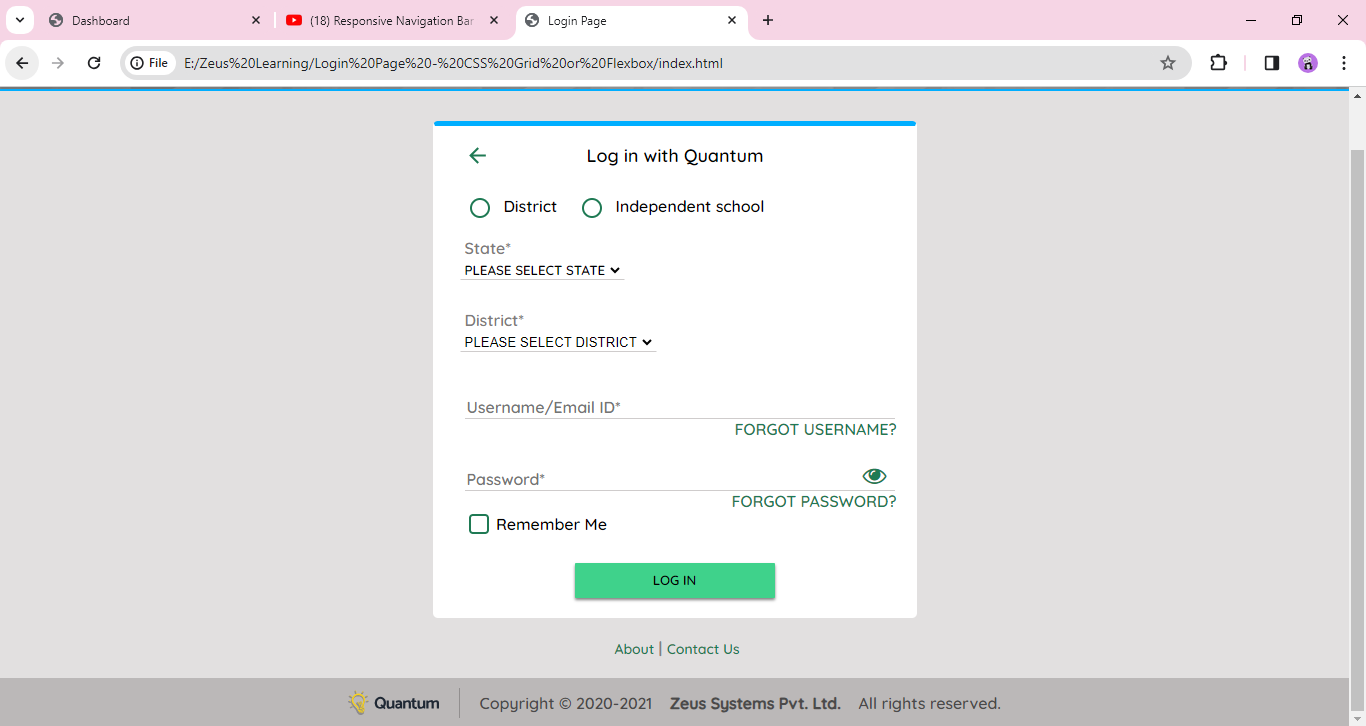 Dashboard
(18) Responsive Navigation Bar
Login Page
File
E:/Zeus%20Learning/Login%20Page%20-%20CSS%20Grid%20or%20Flexbox/index.html
Log in with Quantum
District
Independent school
State*
PLEASE SELECT STATE
District*
PLEASE SELECT DISTRICT
Username/Email ID*
FORGOT USERNAME?
Password*
FORGOT PASSWORD?
Remember Me
LOG IN
About | Contact Us
Quantum
Copyright © 2020-2021 Zeus Systems Pvt. Ltd. All rights reserved.